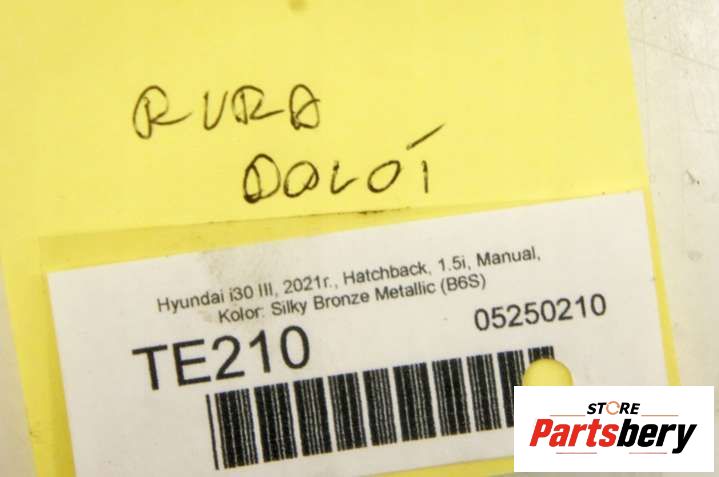 RURA
DOLOT
Hyundai i30 III, 2021r., Hatchback, 1.5i, Manual,
Kolor: Silky Bronze Metallic (B6S)
TE210
05250210
STORE
Partsbery